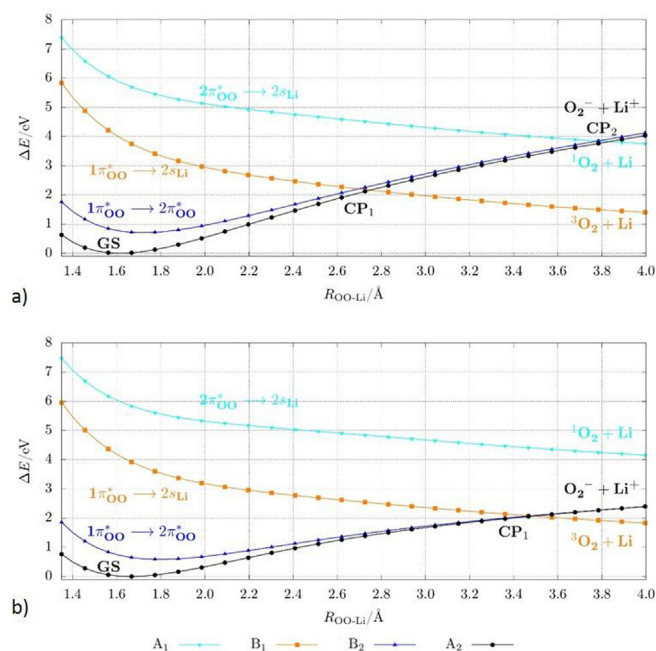 8
7
6
5
4
3
2
1
0
ΔE/eV
2π*OO → 2sLi
1π*OO → 2sLi
1π*OO → 2π*OO
GS
CP1
O2− + Li+
CP2
1O2 + Li
3O2 + Li
1.4 1.6 1.8 2.0 2.2 2.4 2.6 2.8 3.0 3.2 3.4 3.6 3.8 4.0
a)
ROO-Li/Å
8
7
6
5
4
3
2
1
0
ΔE/eV
2π*OO → 2sLi
1π*OO → 2sLi
1π*OO → 2π*OO
GS
1O2 + Li
O2− + Li+
CP1
3O2 + Li
1.4 1.6 1.8 2.0 2.2 2.4 2.6 2.8 3.0 3.2 3.4 3.6 3.8 4.0
b)
ROO-Li/Å
A1 B1 B2 A2